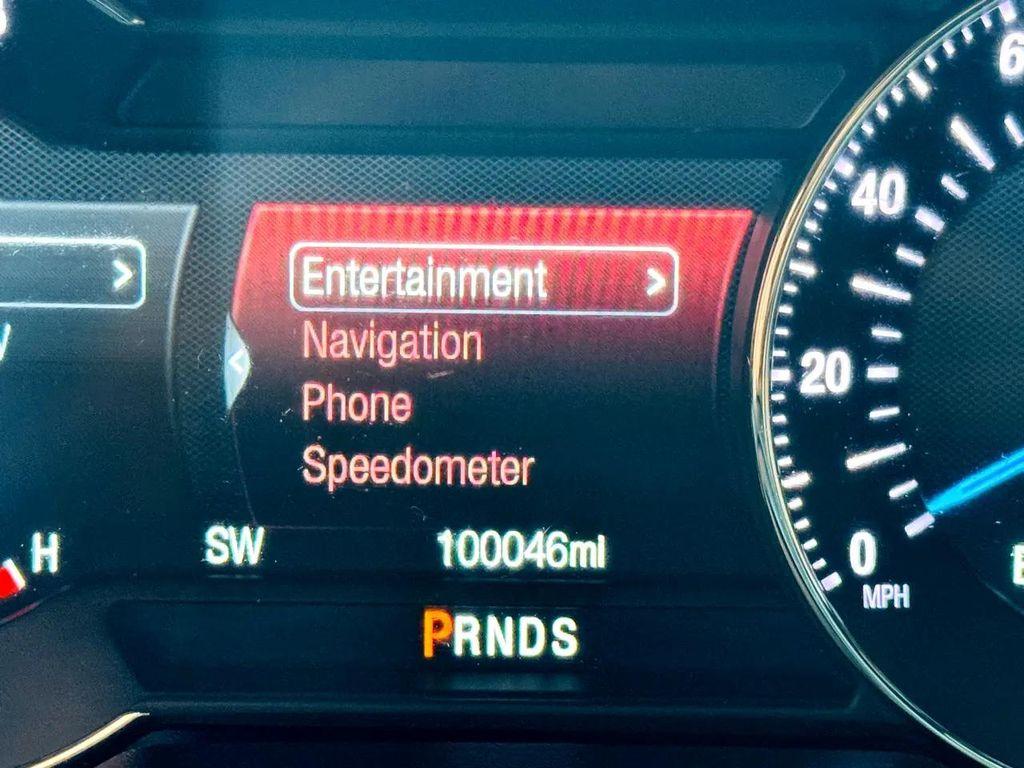 Entertainment >
Navigation
Phone
Speedometer
H
SW 100046mi
PRNDS
40
20
0
MPH